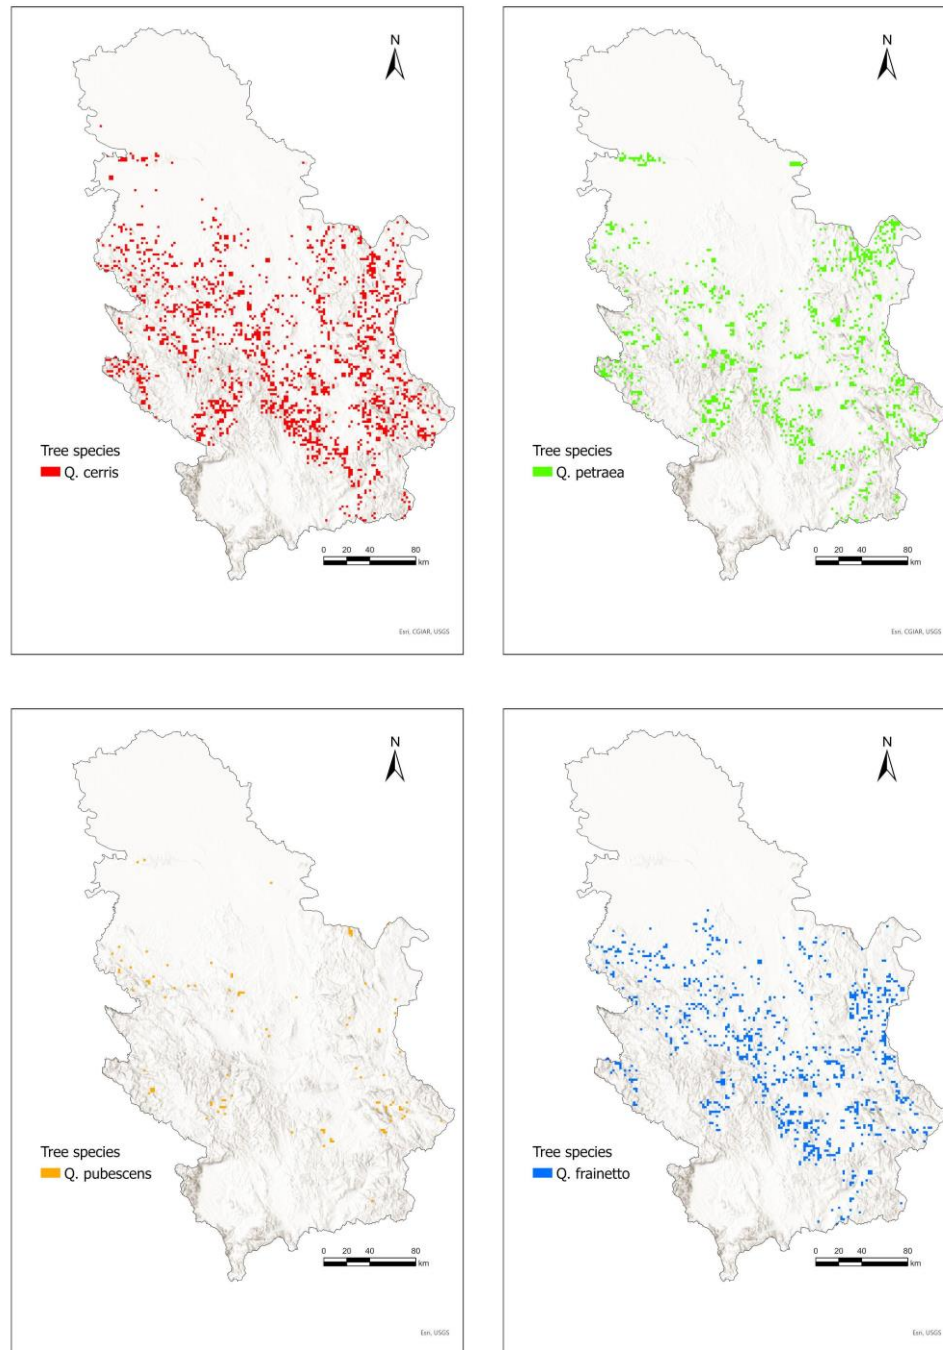 N
Tree species
Q. cerris
0 20 40 80
km
Esri, CGIAR, USGS
N
Tree species
Q. petraea
0 20 40 80
km
Esri, CGIAR, USGS
N
Tree species
Q. pubescens
0 20 40 80
km
Esri, USGS
N
Tree species
Q. frainetto
0 20 40 80
km
Esri, USGS